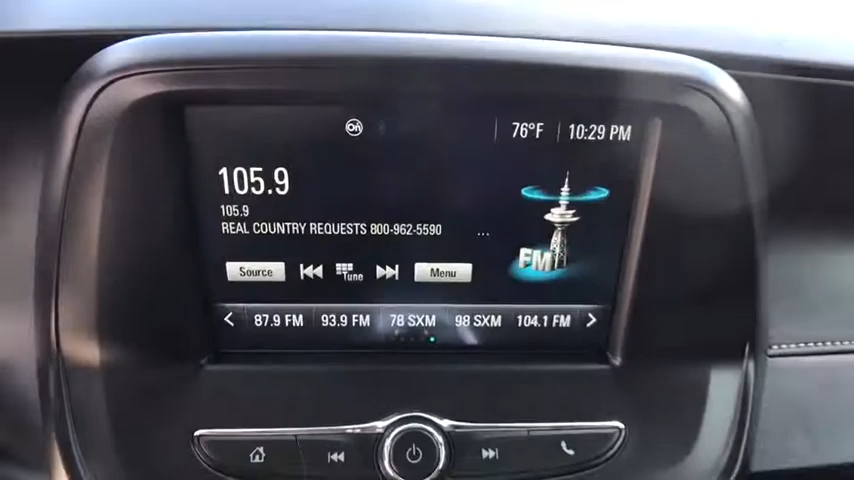 On
76°F 10:29 PM
105.9
105.9
REAL COUNTRY REQUESTS 800-962-5590 ...
FM
Source Tune Menu
87.9 FM 93.9 FM 78 SXM 98 SXM 104.1 FM